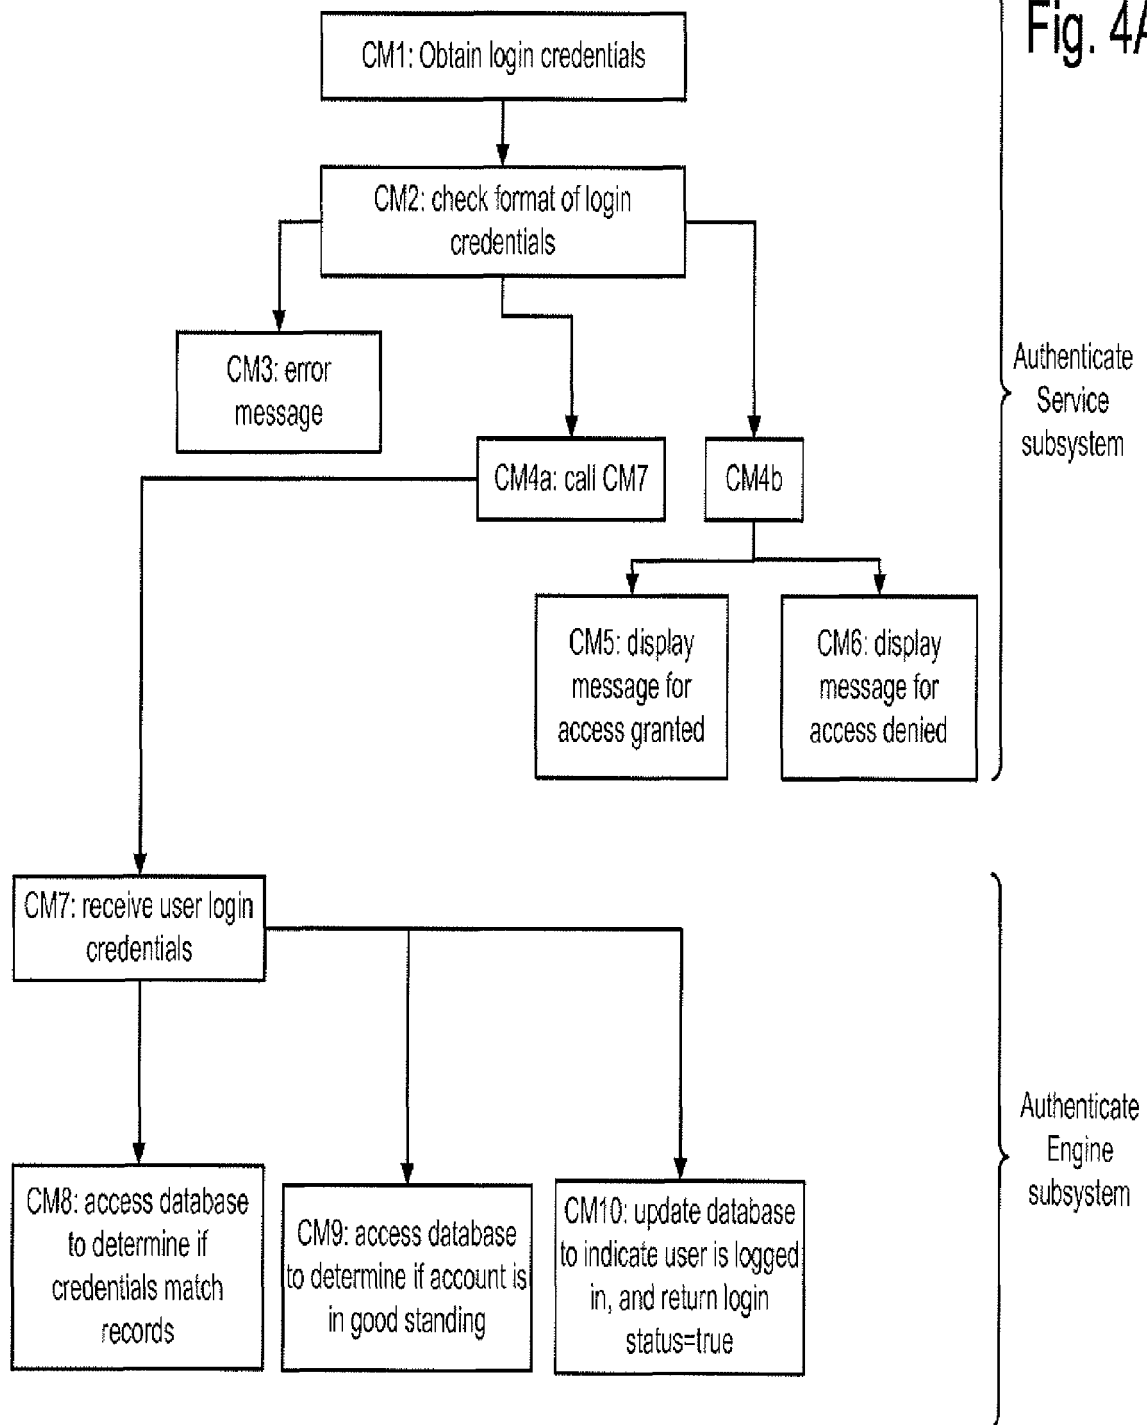 Fig. 4A
CM1: Obtain login credentials
CM2: check format of login
credentials
CM3: error
message
Authenticate
Service
subsystem
CM4a: call CM7
CM4b
CM5: display
message for
access granted
CM6: display
message for
access denied
CM7: receive user login
credentials
Authenticate
Engine
subsystem
CM8: access database
to determine if
credentials match
records
CM9: access database
to determine if account is
in good standing
CM10: update database
to indicate user is logged
in, and return login
status=true